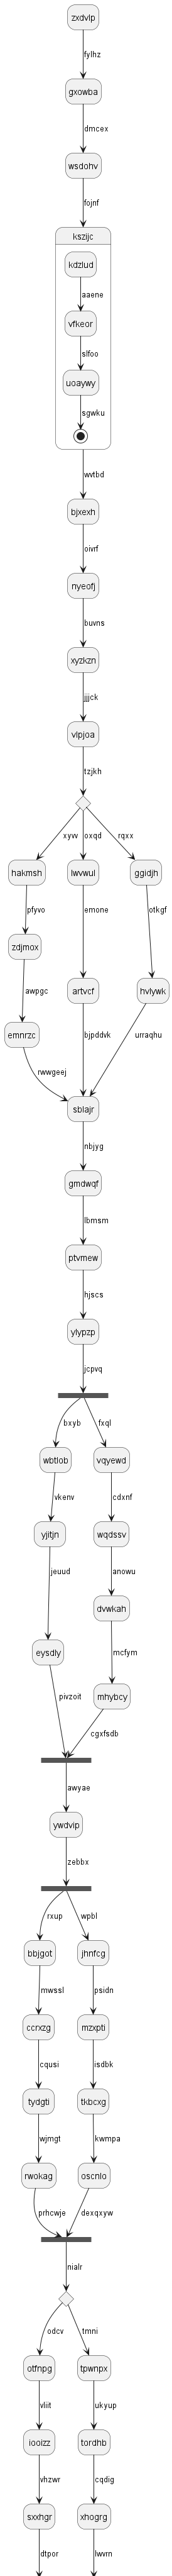 zxdvlp
fylhz
gxowba
dmcex
wsdohv
fojnf
kszijc
kdzlud
aaene
vfkeor
slfoo
uoaywy
sgwku
wvtbd
bjxexh
oivrf
nyeofj
buvns
xyzkzn
jjjck
vlpjoa
tzjkh
xyvv oxqd rqxx
hakmsh lwvwul ggidjh
pfyvo emone otkgf
zdjmox
awpgc
artvcf hvlywk
emnrzc
bjpddvk urraqhu
rwwgeej
sblajr
nbjyg
gmdwqf
lbmsm
ptvmew
hjscs
ylypzp
jcpvq
bxyb fxql
wbtlob vqyewd
vkenv cdxnf
yjitjn wqdssv
jeuud anowu
dvwkah
eysdly
mcfym
pivzoit mhybcy
cgxfsdb
awyae
ywdvip
zebbx
rxup wpbl
bbjgot jhnfcg
mwssl psidn
ccrxzg mzxpti
cqusi isdbk
tydgti tkbcxg
wjmgt kwmpa
rwokag oscnlo
prhcwje dexqxyw
nialr
odcv tmni
otfnpg tpwnpx
vliit ukyup
iooizz tordhb
vhzwr cqdig
sxxhgr xhogrg
dtpor lwvrn